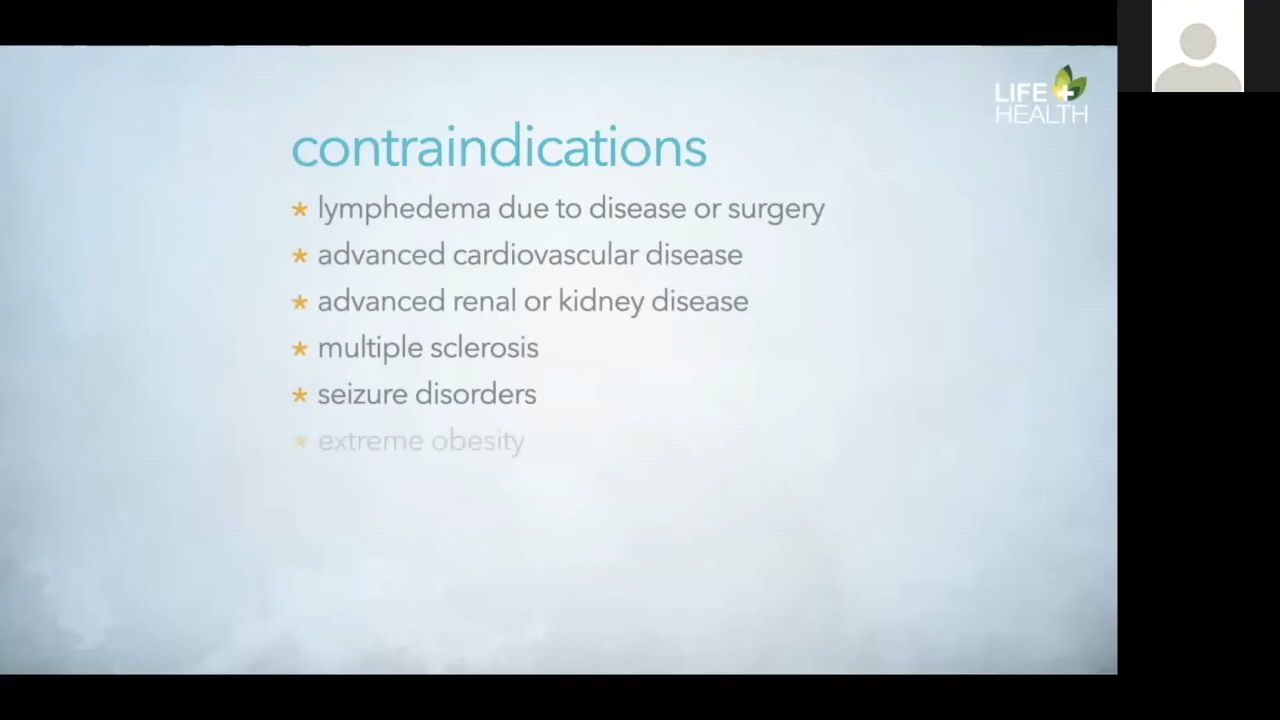 LIFE +
HEALTH
contraindications
* lymphedema due to disease or surgery
* advanced cardiovascular disease
* advanced renal or kidney disease
* multiple sclerosis
* seizure disorders
* extreme obesity